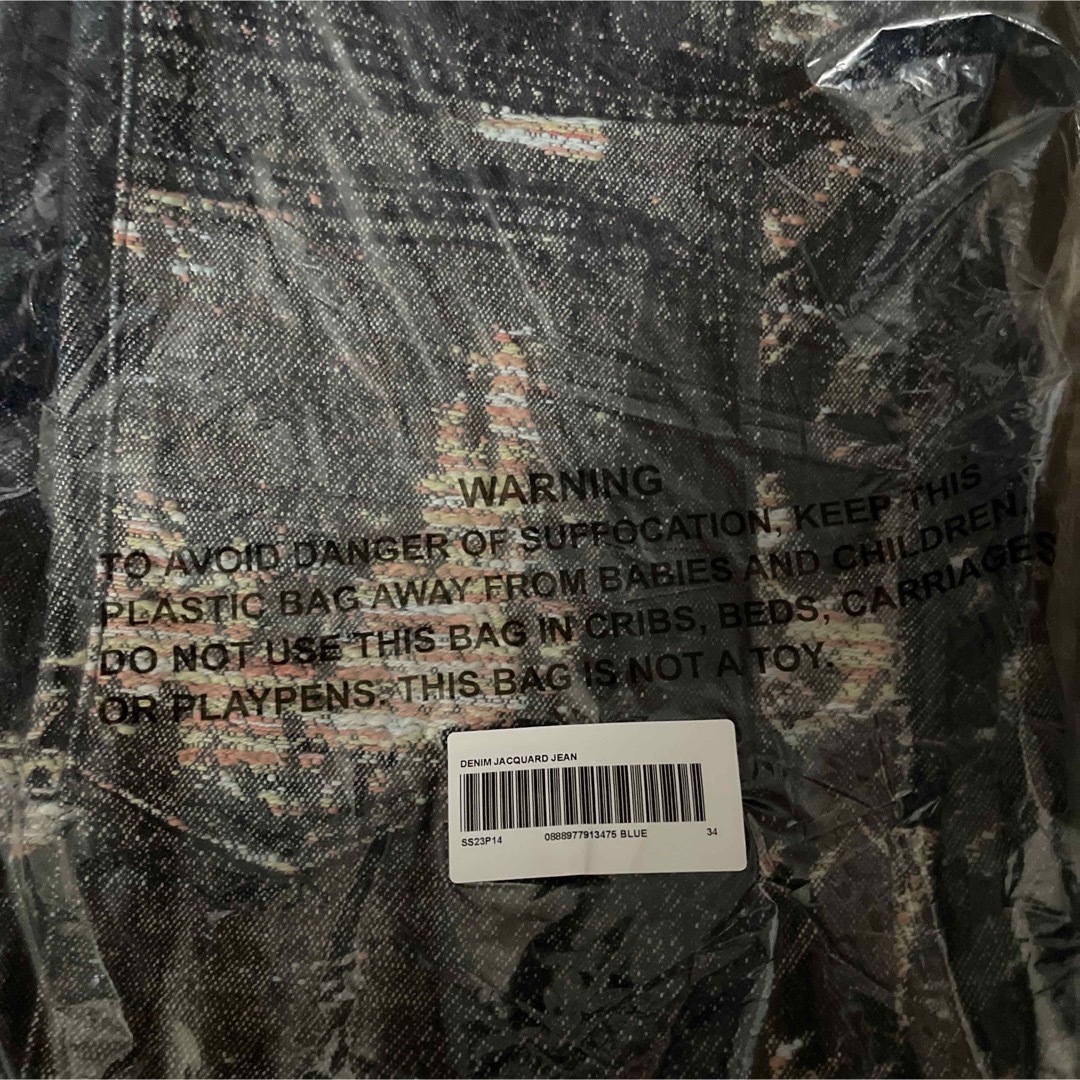 WARNING
TO AVOID DANGER OF SUFFOCATION, KEEP THIS
PLASTIC BAG AWAY FROM BABIES AND CHILDREN.
DO NOT USE THIS BAG IN CRIBS, BEDS, CARRIAGES
OR PLAYPENS. THIS BAG IS NOT A TOY.
DENIM JACQUARD JEAN
SS23P14 0888977913475 BLUE 34